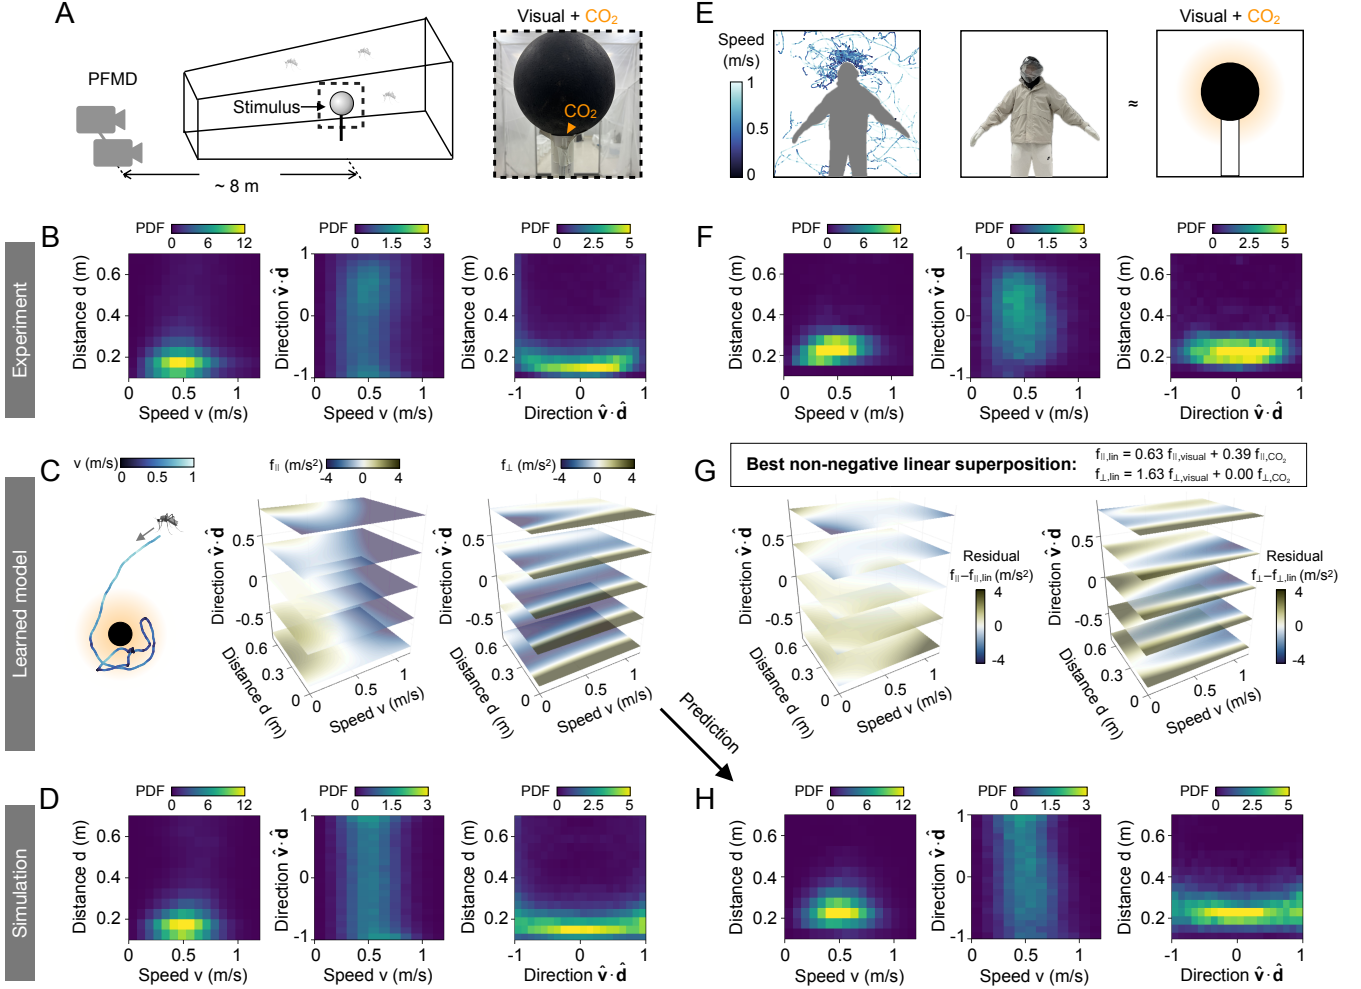 A
PFMD
Stimulus
~ 8 m
Visual + CO₂
CO₂
E
Speed
(m/s)
1
0.5
0
≈
Visual + CO₂
Experiment
B
PDF
0 6 12
Distance d (m)
0.6
0.4
0.2
0 0.5 1
Speed v (m/s)
PDF
0 1.5 3
Direction v̂·d̂
1
0
-1
0 0.5 1
Speed v (m/s)
PDF
0 2.5 5
Distance d (m)
0.6
0.4
0.2
-1 0 1
Direction v̂·d̂
F
PDF
0 6 12
Distance d (m)
0.6
0.4
0.2
0 0.5 1
Speed v (m/s)
PDF
0 1.5 3
Direction v̂·d̂
1
0
-1
0 0.5 1
Speed v (m/s)
PDF
0 2.5 5
Distance d (m)
0.6
0.4
0.2
-1 0 1
Direction v̂·d̂
Learned model
C
v (m/s)
0 0.5 1
f∥ (m/s²)
-4 0 4
Direction v̂·d̂
0.5
0
-0.5
0.6
0.3
0
Distance d (m)
0 0.5 1
Speed v (m/s)
f⊥ (m/s²)
-4 0 4
Direction v̂·d̂
0.5
0
-0.5
0.6
0.3
0
Distance d (m)
0 0.5 1
Speed v (m/s)
Prediction
G
Best non-negative linear superposition:
f∥,lin = 0.63 f∥,visual + 0.39 f∥,CO₂
f⊥,lin = 1.63 f⊥,visual + 0.00 f⊥,CO₂
Direction v̂·d̂
0.5
0
-0.5
0.6
0.3
0
Distance d (m)
0 0.5 1
Speed v (m/s)
Residual
f∥−f∥,lin (m/s²)
4
0
-4
Direction v̂·d̂
0.5
0
-0.5
0.6
0.3
0
Distance d (m)
0 0.5 1
Speed v (m/s)
Residual
f⊥−f⊥,lin (m/s²)
4
0
-4
Simulation
D
PDF
0 6 12
Distance d (m)
0.6
0.4
0.2
0 0.5 1
Speed v (m/s)
PDF
0 1.5 3
Direction v̂·d̂
1
0
-1
0 0.5 1
Speed v (m/s)
PDF
0 2.5 5
Distance d (m)
0.6
0.4
0.2
-1 0 1
Direction v̂·d̂
H
PDF
0 6 12
Distance d (m)
0.6
0.4
0.2
0 0.5 1
Speed v (m/s)
PDF
0 1.5 3
Direction v̂·d̂
1
0
-1
0 0.5 1
Speed v (m/s)
PDF
0 2.5 5
Distance d (m)
0.6
0.4
0.2
-1 0 1
Direction v̂·d̂